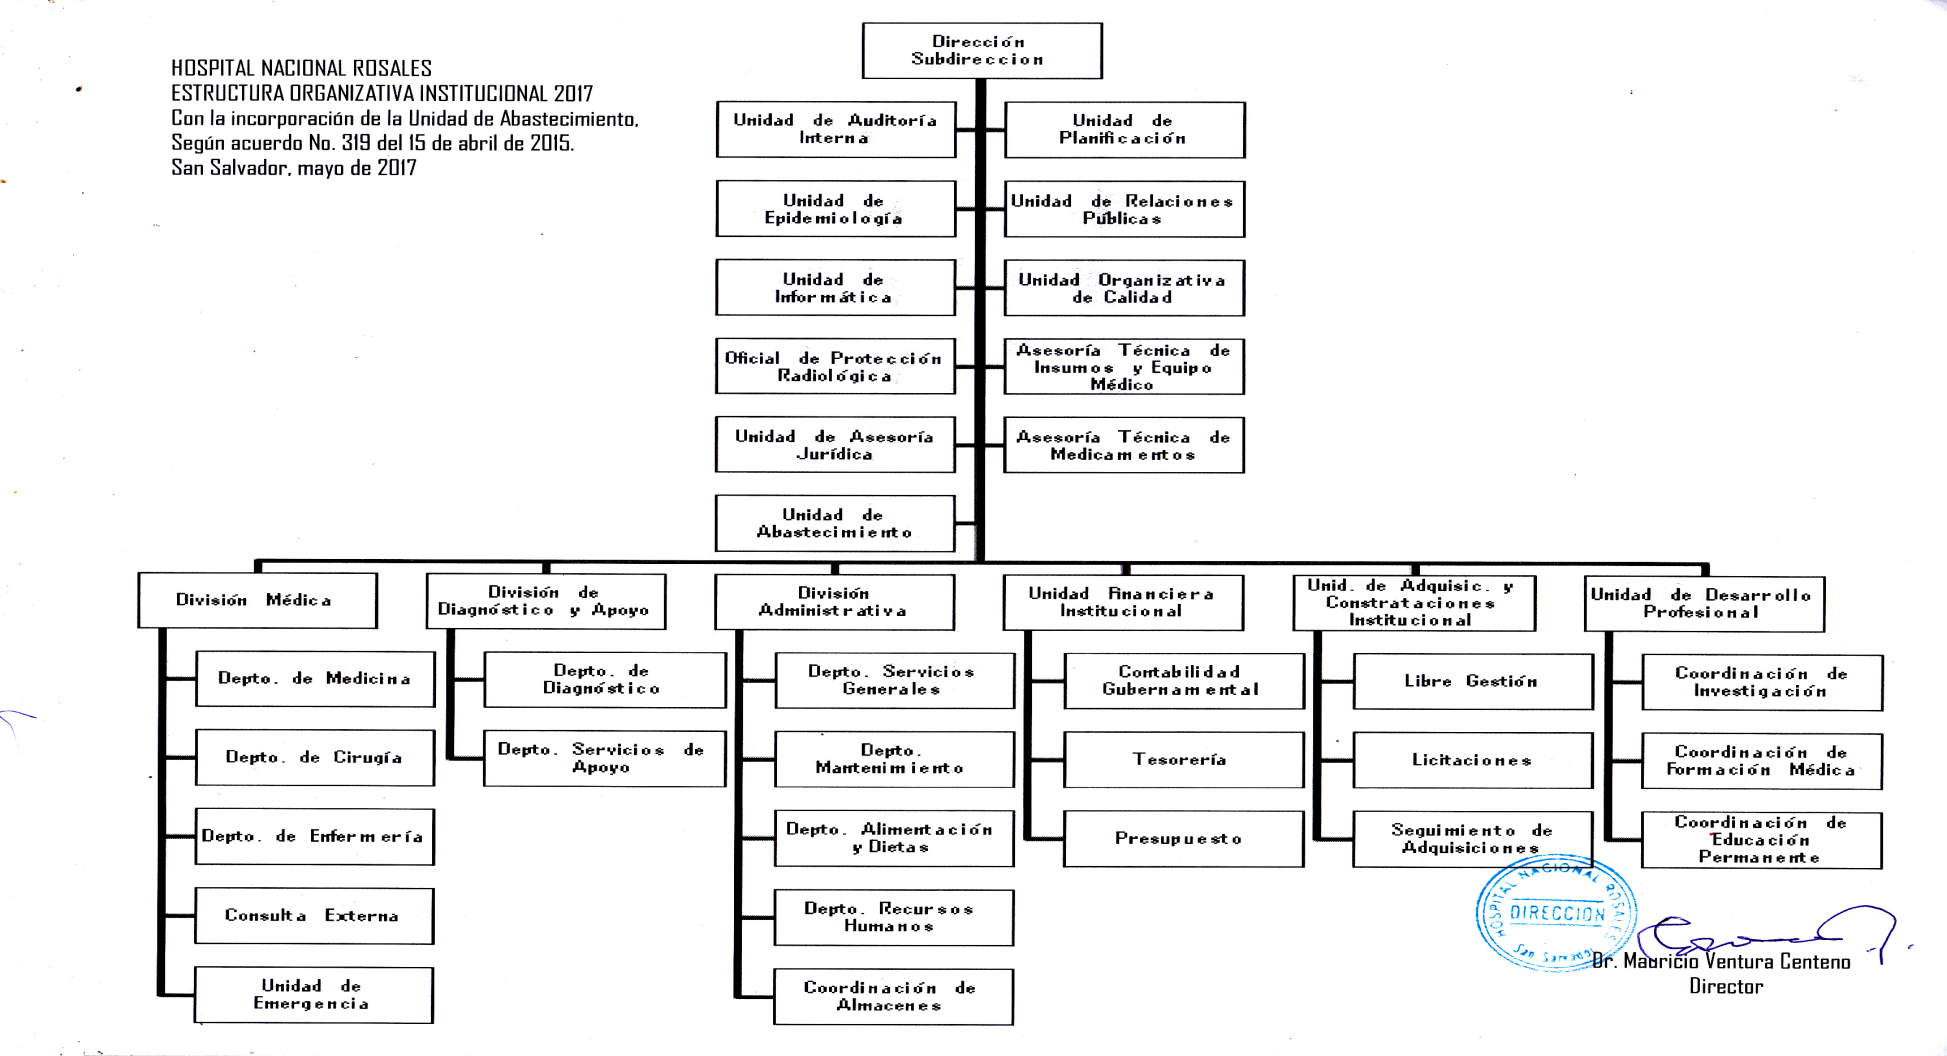 HOSPITAL NACIONAL ROSALES
ESTRUCTURA ORGANIZATIVA INSTITUCIONAL 2017
Con la incorporación de la Unidad de Abastecimiento,
Según acuerdo No. 319 del 15 de abril de 2015.
San Salvador, mayo de 2017
Dirección
Subdireccion
Unidad de Auditoría
Interna
Unidad de
Planificación
Unidad de
Epidemiología
Unidad de Relaciones
Públicas
Unidad de
Informática
Unidad Organizativa
de Calidad
Oficial de Protección
Radiológica
Asesoría Técnica de
Insumos y Equipo
Médico
Unidad de Asesoría
Jurídica
Asesoría Técnica de
Medicamentos
Unidad de
Abastecimiento
División Médica
División de
Diagnóstico y Apoyo
División
Administrativa
Unidad Financiera
Institucional
Unid. de Adquisic. y
Constrataciones
Institucional
Unidad de Desarrollo
Profesional
Depto. de Medicina
Depto. de Cirugía
Depto. de Enfermería
Consulta Externa
Unidad de
Emergencia
Depto. de
Diagnóstico
Depto. Servicios de
Apoyo
Depto. Servicios
Generales
Depto.
Mantenimiento
Depto. Alimentación
y Dietas
Depto. Recursos
Humanos
Coordinación de
Almacenes
Contabilidad
Gubernamental
Tesorería
Presupuesto
Libre Gestión
Licitaciones
Seguimiento de
Adquisiciones
Coordinación de
Investigación
Coordinación de
Formación Médica
Coordinación de
Educación
Permanente
HOSPITAL NACIONAL ROSALES
DIRECCION
San Salvador
Dr. Mauricio Ventura Centeno
Director